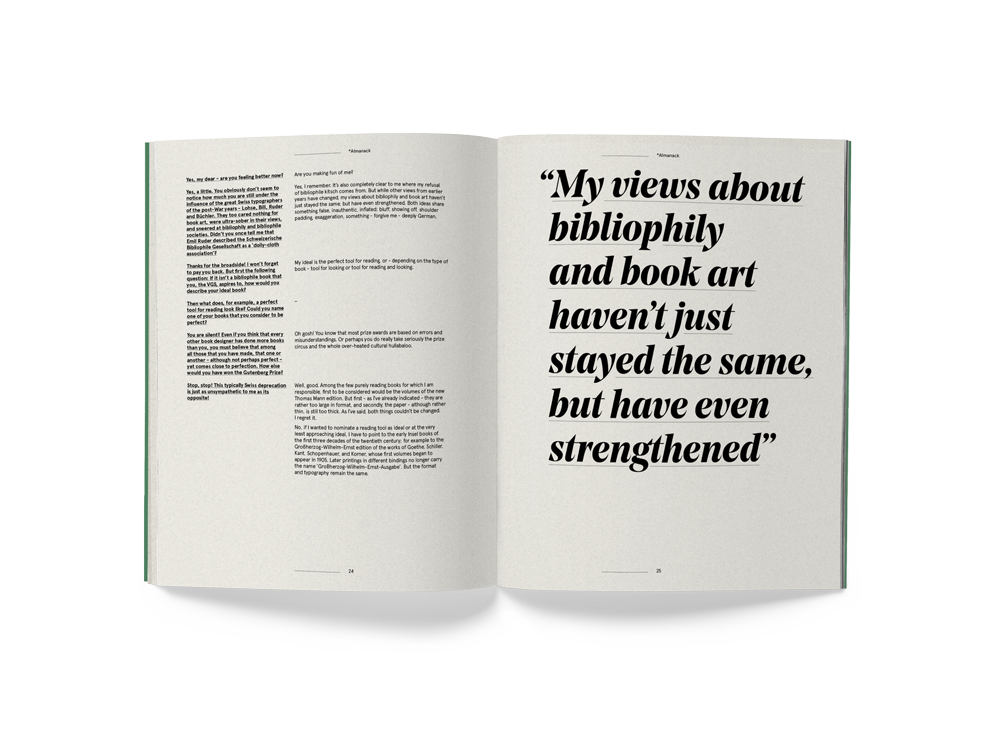 *Almanack
Yes, my dear – are you feeling better now?
Are you making fun of me!
Yes, a little. You obviously don't seem to
notice how much you are still under the
influence of the great Swiss typographers
of the post-War years – Lohse, Bill, Ruder
and Büchler. They too cared nothing for
book art, were ultra-sober in their views,
and sneered at bibliophily and bibliophile
societies. Didn't you once tell me that
Emil Ruder described the Schweizerische
Bibliophile Gesellschaft as a 'dolly-cloth
association'?
Yes, I remember. It's also completely clear to me where my refusal
of bibliophile kitsch comes from. But while other views from earlier
years have changed, my views about bibliophily and book art haven't
just stayed the same, but have even strengthened. Both ideas share
something false, inauthentic, inflated: bluff, showing off, shoulder
padding, exaggeration, something – forgive me – deeply German.
Thanks for the broadside! I won't forget
to pay you back. But first the following
question: If it isn't a bibliophile book that
you, the VGS, aspires to, how would you
describe your ideal book?
My ideal is the perfect tool for reading, or – depending on the type of
book – tool for looking or tool for reading and looking.
Then what does, for example, a perfect
tool for reading look like? Could you name
one of your books that you consider to be
perfect?
–
You are silent? Even if you think that every
other book designer has done more books
than you, you must believe that among
all those that you have made, that one or
another – although not perhaps perfect –
yet comes close to perfection. How else
would you have won the Gutenberg Prize?
Oh gosh! You know that most prize awards are based on errors and
misunderstandings. Or perhaps you do really take seriously the prize
circus and the whole over-heated cultural hullabaloo.
Stop, stop! This typically Swiss deprecation
is just as unsympathetic to me as its
opposite!
Well, good. Among the few purely reading books for which I am
responsible, first to be considered would be the volumes of the new
Thomas Mann edition. But first – as I've already indicated – they are
rather too large in format, and secondly, the paper – although rather
thin, is still too thick. As I've said, both things couldn't be changed.
I regret it.
No, if I wanted to nominate a reading tool as ideal or at the very
least approaching ideal, I have to point to the early Insel books of
the first three decades of the twentieth century; for example to the
Großherzog-Wilhelm-Ernst edition of the works of Goethe, Schiller,
Kant, Schopenhauer, and Korner, whose first volumes began to
appear in 1905. Later printings in different bindings no longer carry
the name 'Großherzog-Wilhelm-Ernst-Ausgabe'. But the format
and typography remain the same.
24
*Almanack
“My views about
bibliophily
and book art
haven't just
stayed the same,
but have even
strengthened”
25